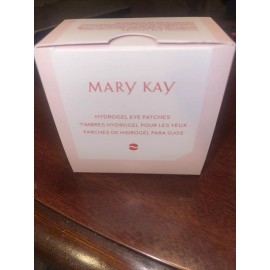 MARY KAY
HYDROGEL EYE PATCHES
TIMBRES HYDROGEL POUR LES YEUX
PARCHES DE HIDROGEL PARA OJOS